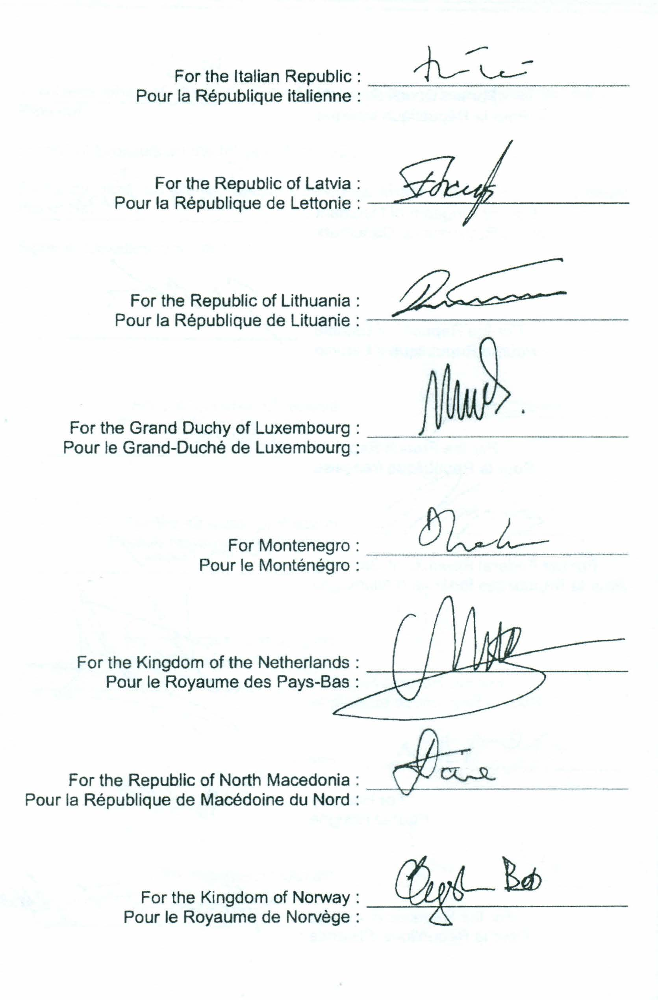 For the Italian Republic :
Pour la République italienne :
For the Republic of Latvia :
Pour la République de Lettonie :
For the Republic of Lithuania :
Pour la République de Lituanie :
For the Grand Duchy of Luxembourg :
Pour le Grand-Duché de Luxembourg :
For Montenegro :
Pour le Monténégro :
For the Kingdom of the Netherlands :
Pour le Royaume des Pays-Bas :
For the Republic of North Macedonia :
Pour la République de Macédoine du Nord :
For the Kingdom of Norway :
Pour le Royaume de Norvège :